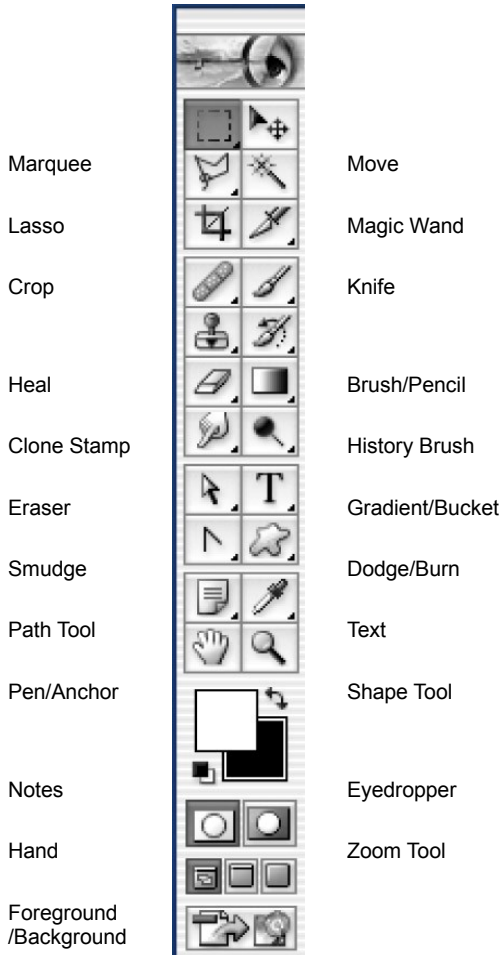 Marquee Move
Lasso Magic Wand
Crop Knife
Heal Brush/Pencil
Clone Stamp History Brush
Eraser Gradient/Bucket
Smudge Dodge/Burn
Path Tool Text
Pen/Anchor Shape Tool
Notes Eyedropper
Hand Zoom Tool
Foreground
/Background
T